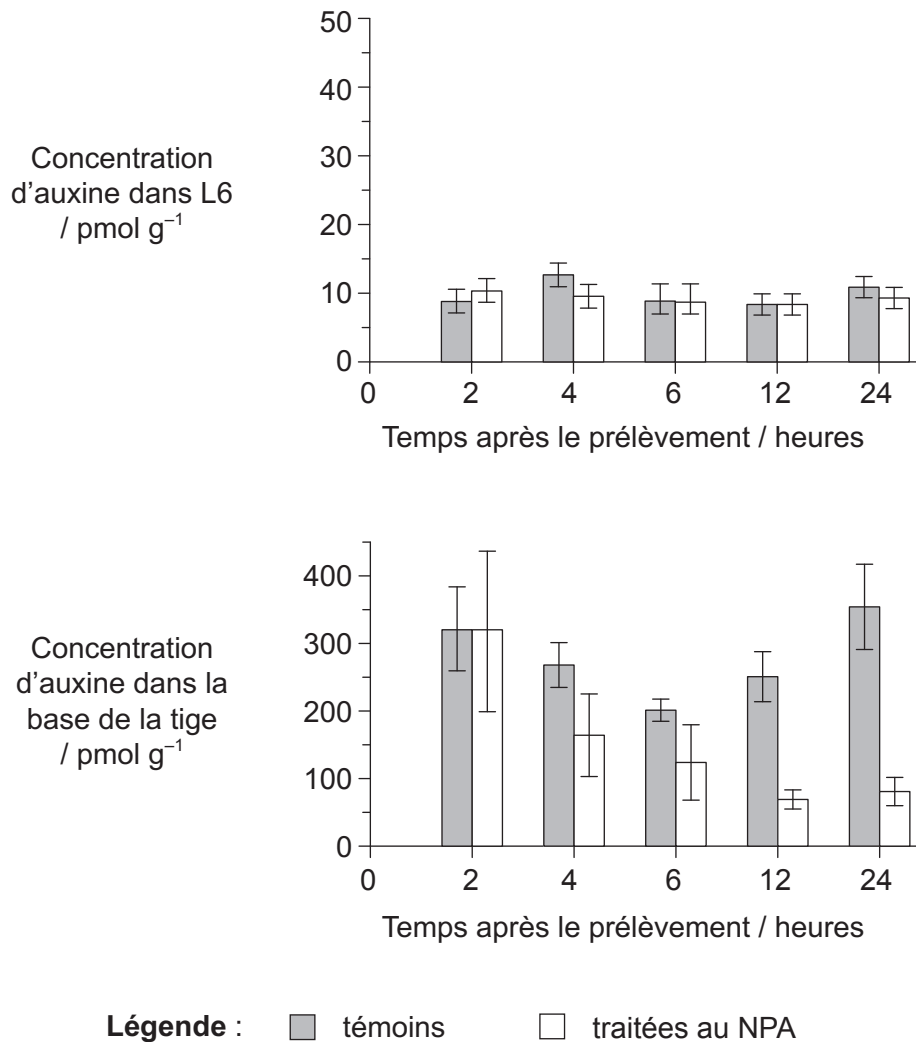 50
40
30
20
10
0
Concentration
d'auxine dans L6
/ pmol g⁻¹
0 2 4 6 12 24
Temps après le prélèvement / heures
400
300
200
100
0
Concentration
d'auxine dans la
base de la tige
/ pmol g⁻¹
0 2 4 6 12 24
Temps après le prélèvement / heures
Légende : témoins traitées au NPA